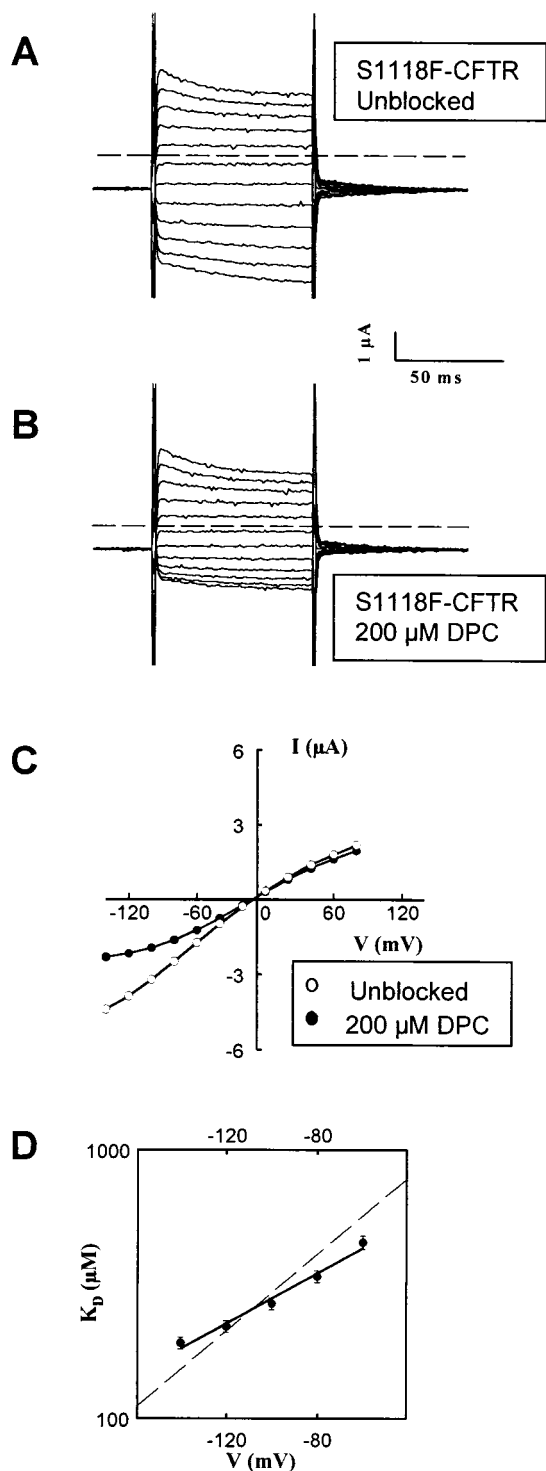 A
S1118F-CFTR
Unblocked
1 μA
50 ms
B
S1118F-CFTR
200 μM DPC
C
I (μA)
6
3
-120
-60
0
60
120
V (mV)
-3
-6
Unblocked
200 μM DPC
D
-120
-80
1000
K_D (μM)
100
-120
-80
V (mV)